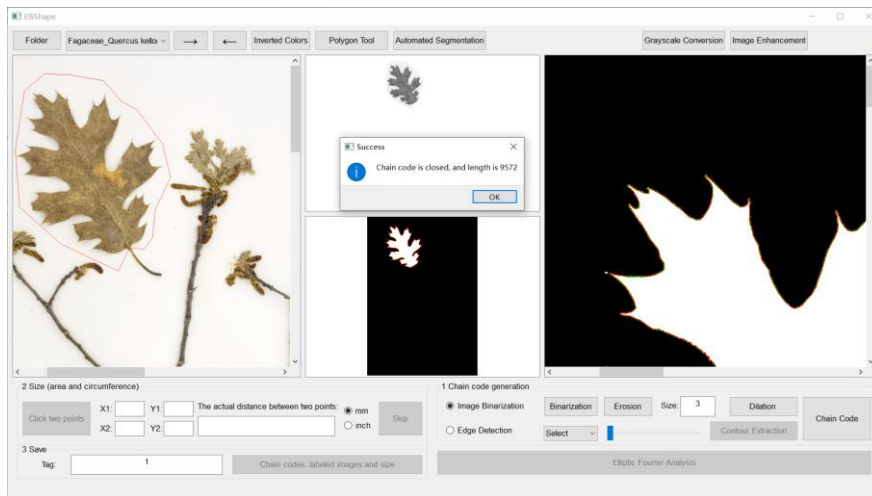 EllShape
Folder Fagaceae_Quercus kello → ← Inverted Colors Polygon Tool Automated Segmentation Grayscale Conversion Image Enhancement
Success
Chain code is closed, and length is 9572
OK
2 Size (area and circumference)
Click two points X1: Y1: The actual distance between two points: mm Skip
X2: Y2: inch
3 Save
Tag: 1 Chain codes, labeled images and size
1 Chain code generation
Image Binarization Binarization Erosion Size: 3 Dilation Chain Code
Edge Detection Select Contour Extraction
Elliptic Fourier Analysis